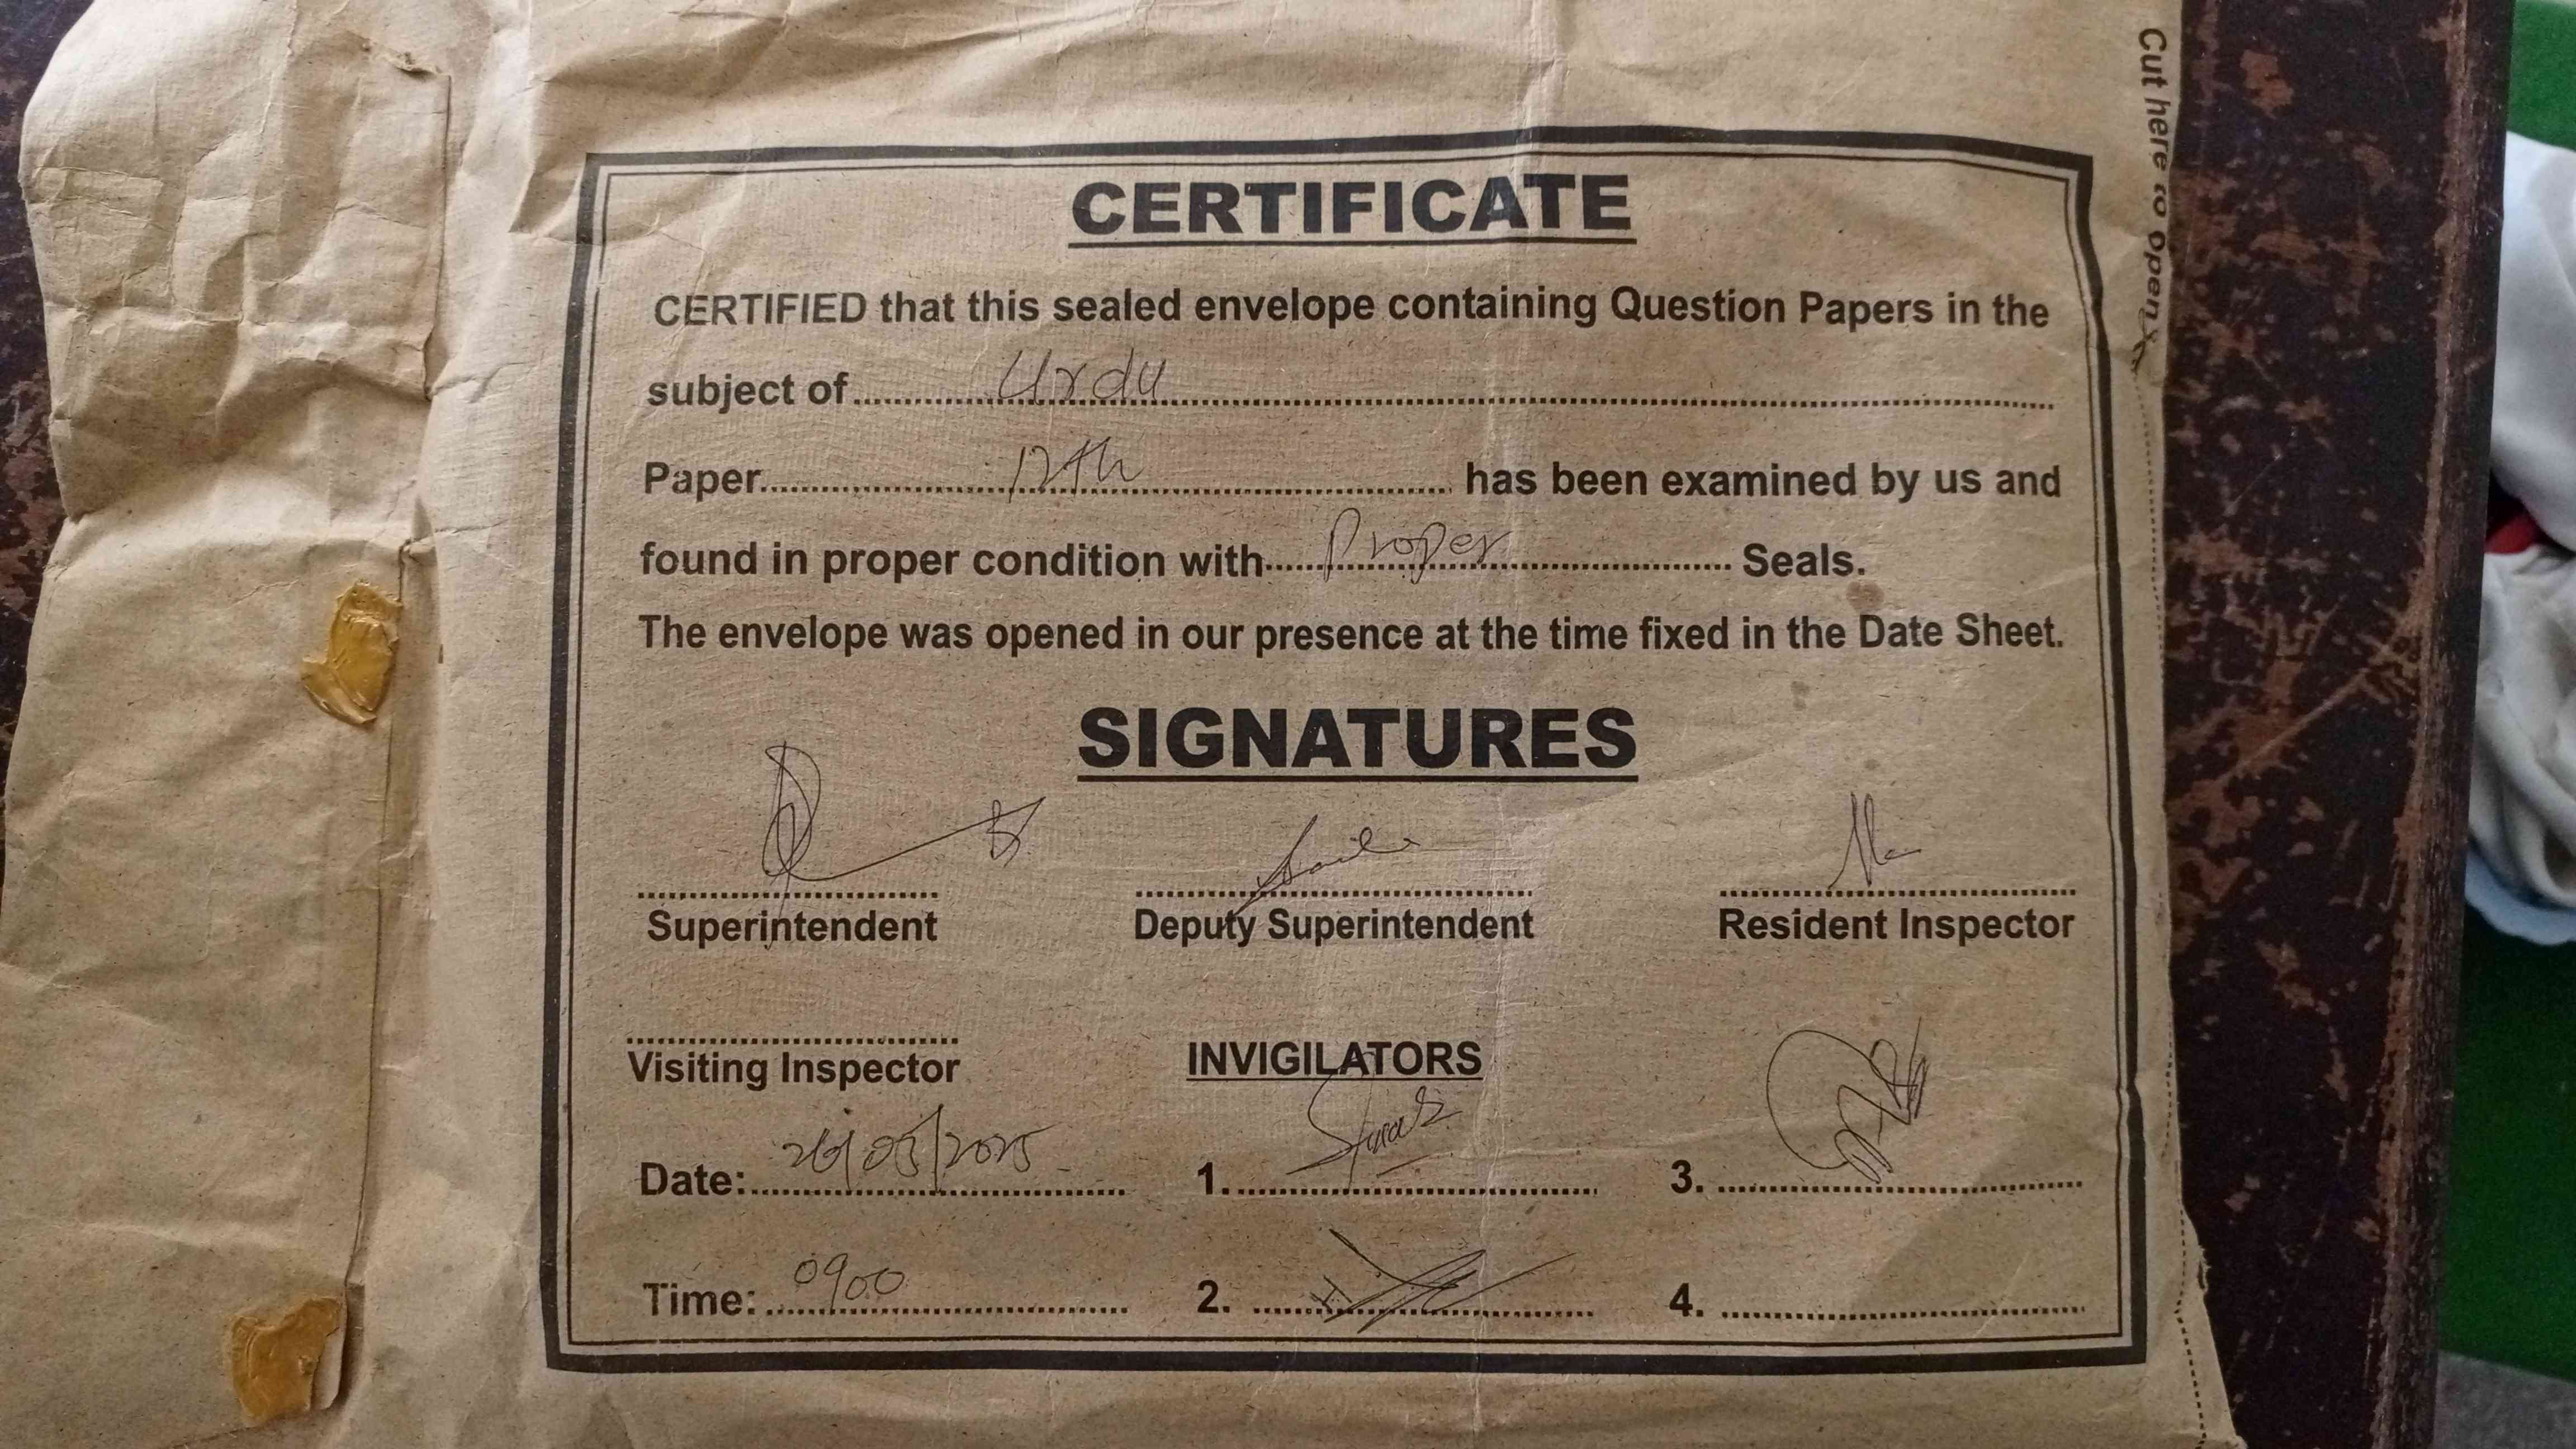 Cut here to open
CERTIFICATE
CERTIFIED that this sealed envelope containing Question Papers in the
subject of Urdu
Paper 12th has been examined by us and
found in proper condition with Proper Seals.
The envelope was opened in our presence at the time fixed in the Date Sheet.
SIGNATURES
Superintendent Deputy Superintendent Resident Inspector
Visiting Inspector INVIGILATORS
Date: 26/05/2025 1. 3.
Time: 0900 2. 4.